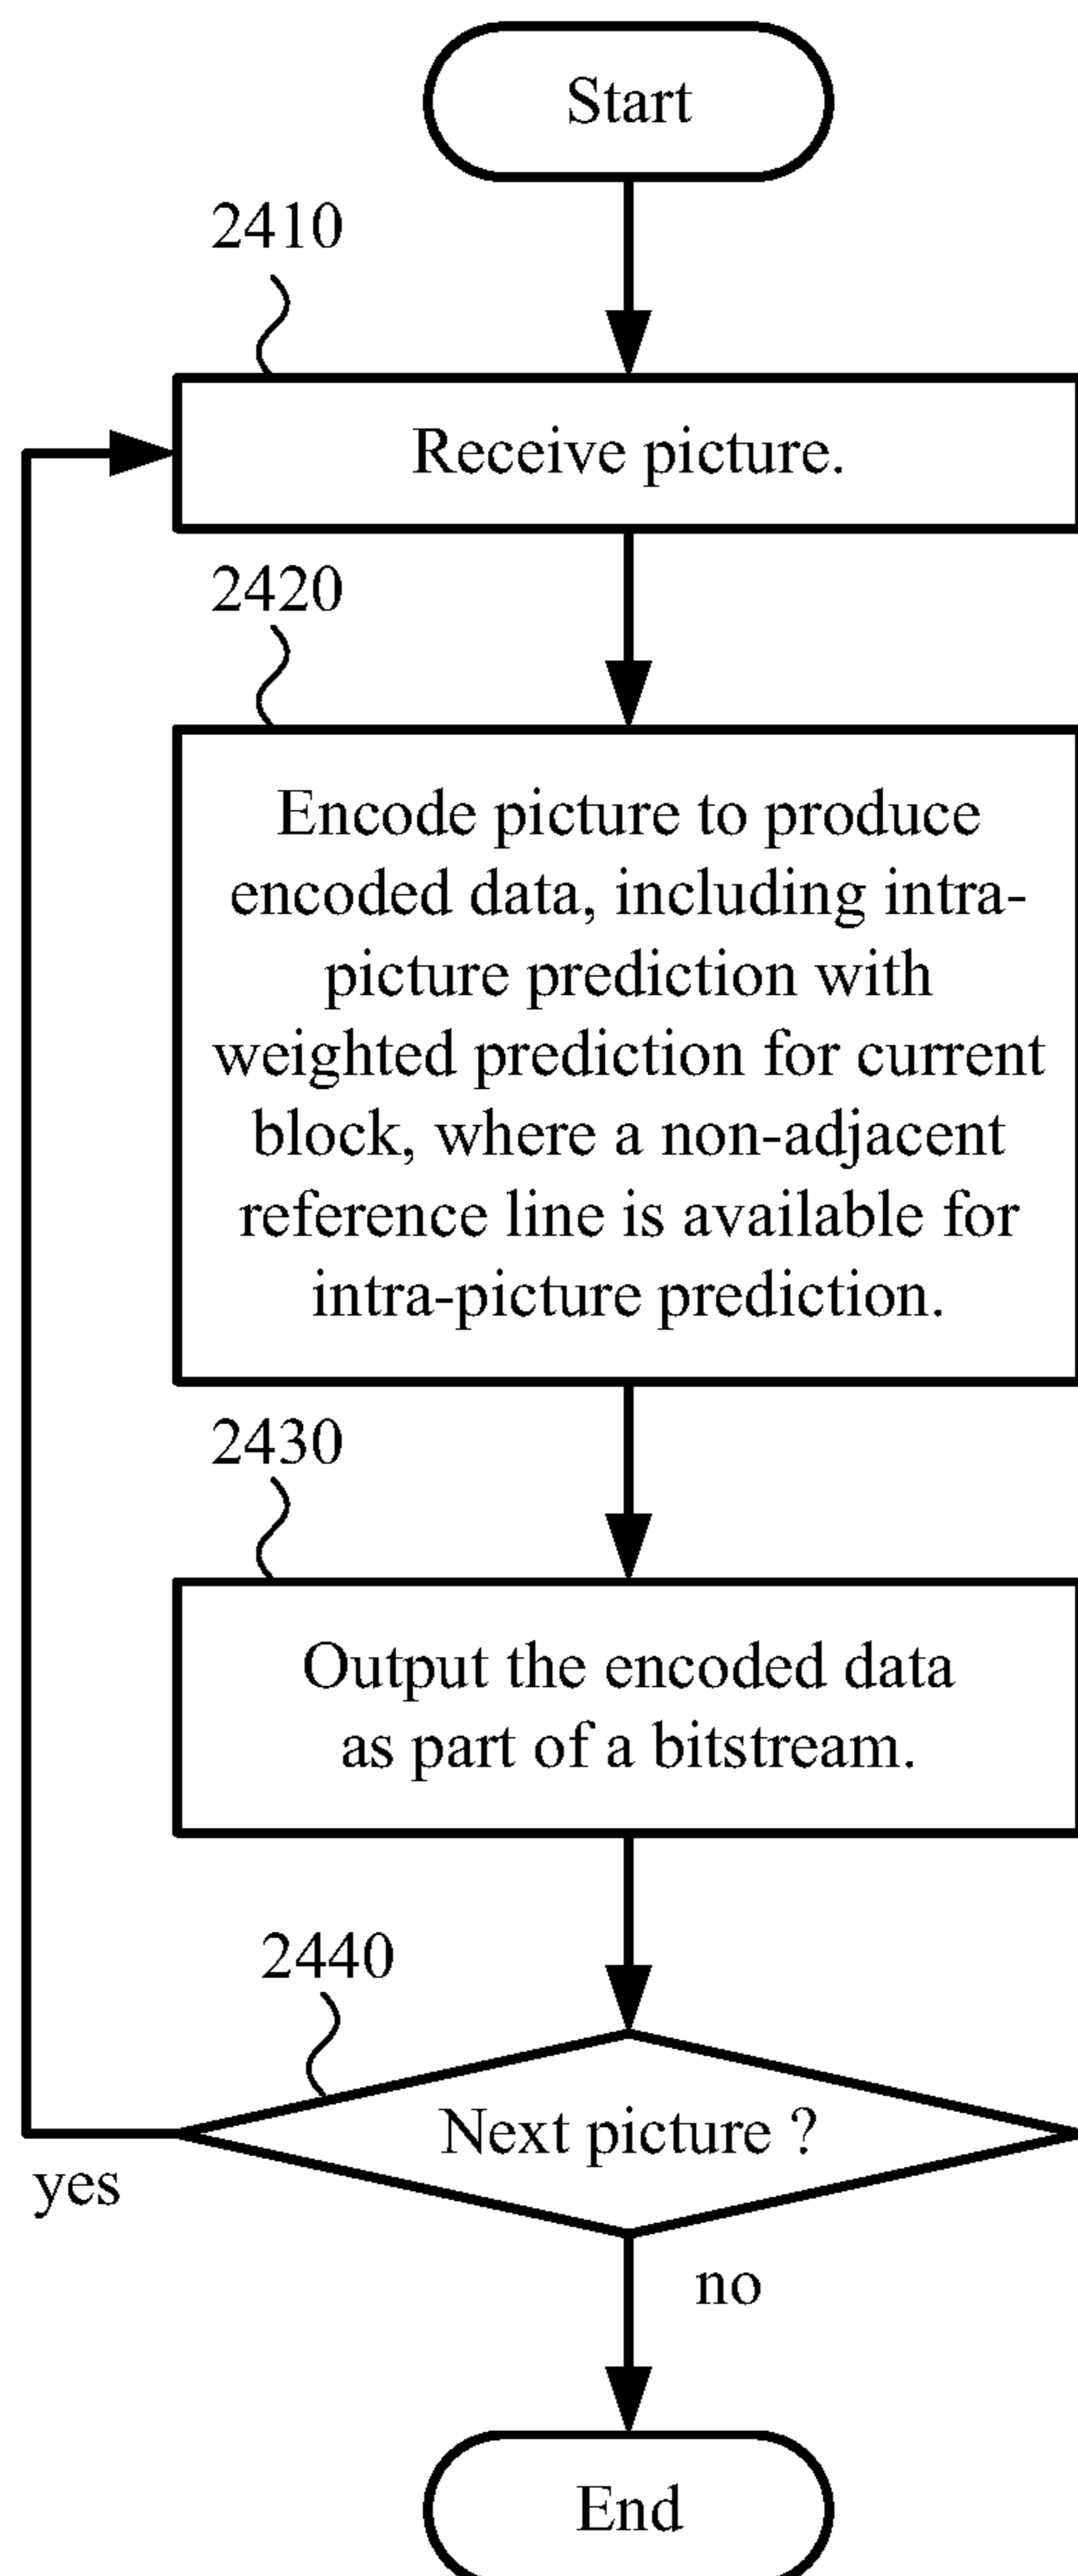 Start
2410
Receive picture.
2420
Encode picture to produce
encoded data, including intra-
picture prediction with
weighted prediction for current
block, where a non-adjacent
reference line is available for
intra-picture prediction.
2430
Output the encoded data
as part of a bitstream.
2440
Next picture ?
yes
no
End